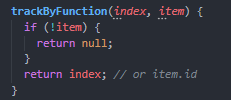 trackByFunction(index, item) {
  if (!item) {
    return null;
  }
  return index; // or item.id
}